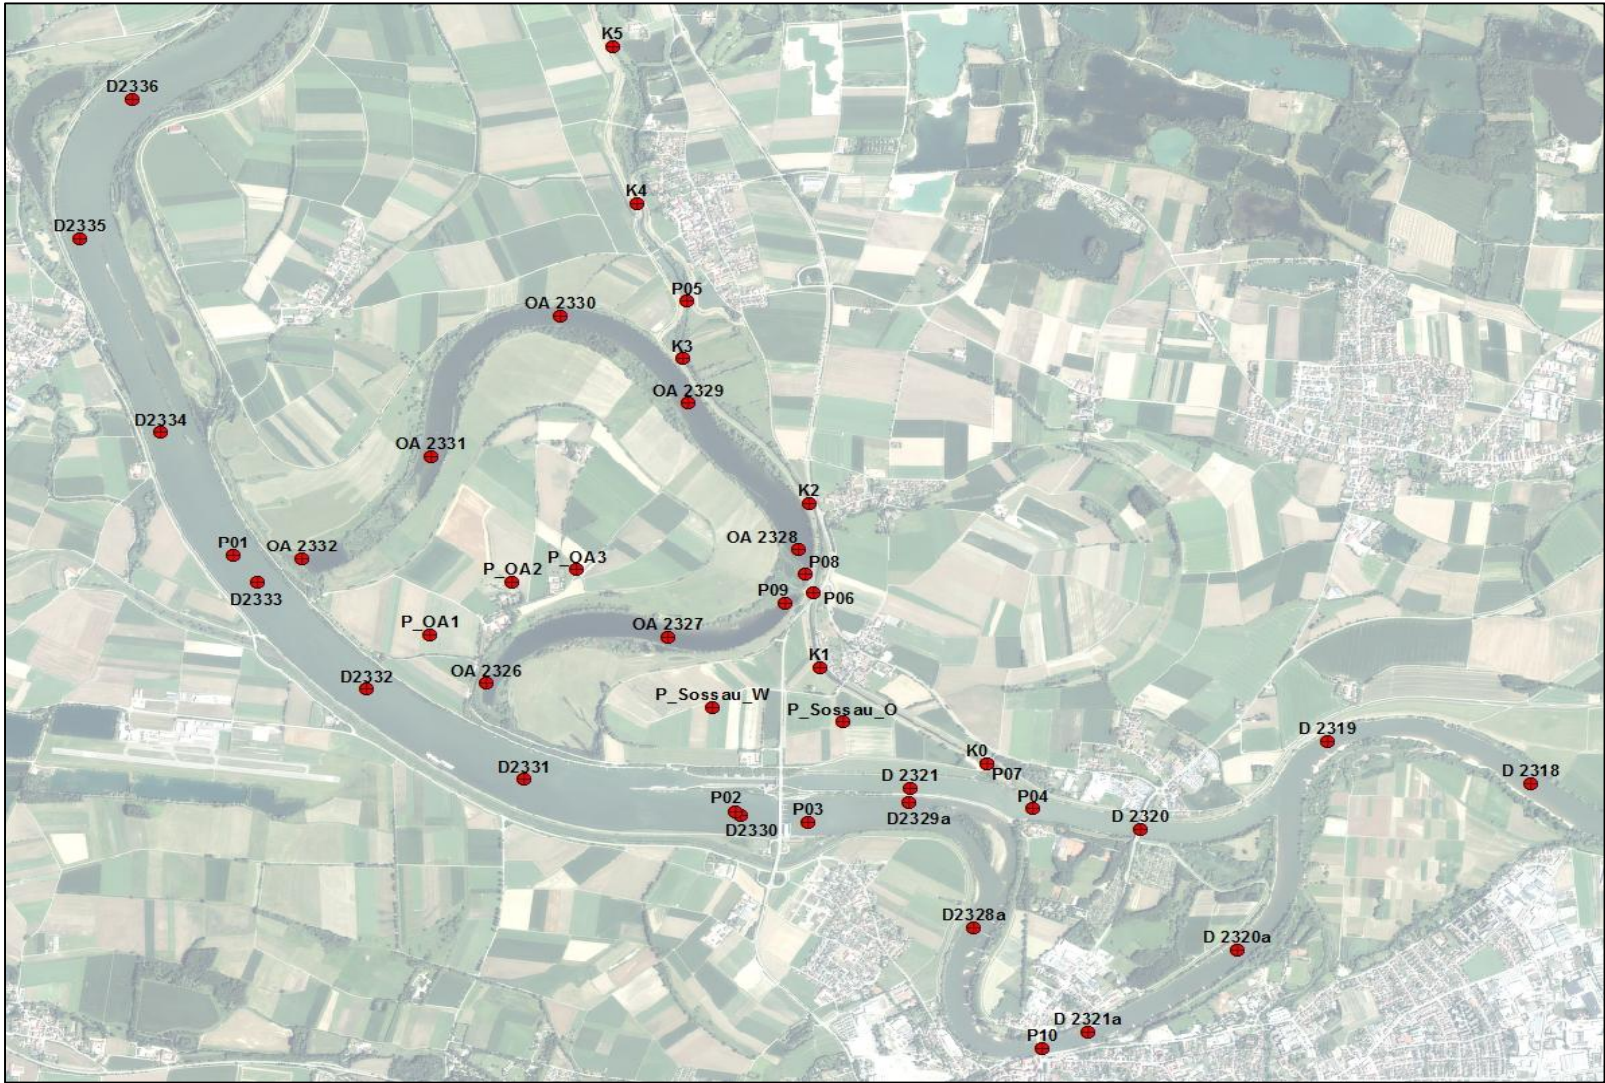 K5
D2336
K4
D2335
P05
OA 2330
K3
OA 2329
D2334
OA 2331
K2
OA 2328
P01
OA 2332
P_OA3
P_OA2
P08
D2333
P09
P06
P_OA1
OA 2327
K1
OA 2326
D2332
P_Sossau_W
P_Sossau_O
D 2319
K0
D2331
P07
D 2321
D 2318
P02
P03
P04
D2330
D2329a
D 2320
D2328a
D 2320a
D 2321a
P10